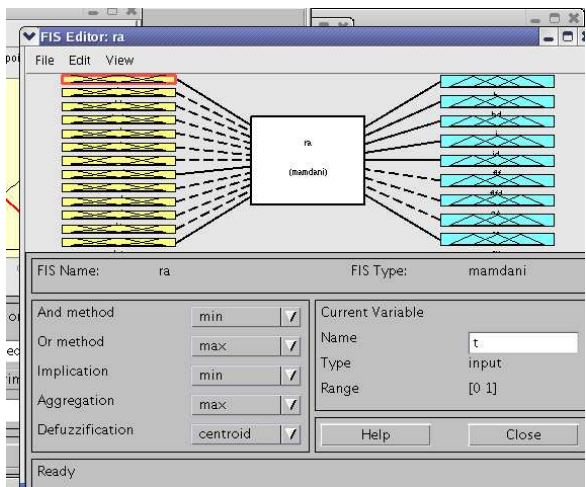 FIS Editor: ra
File Edit View
ra
(mamdani)
FIS Name: ra FIS Type: mamdani
And method min
Or method max
Implication min
Aggregation max
Defuzzification centroid
Current Variable
Name t
Type input
Range [0 1]
Help Close
Ready